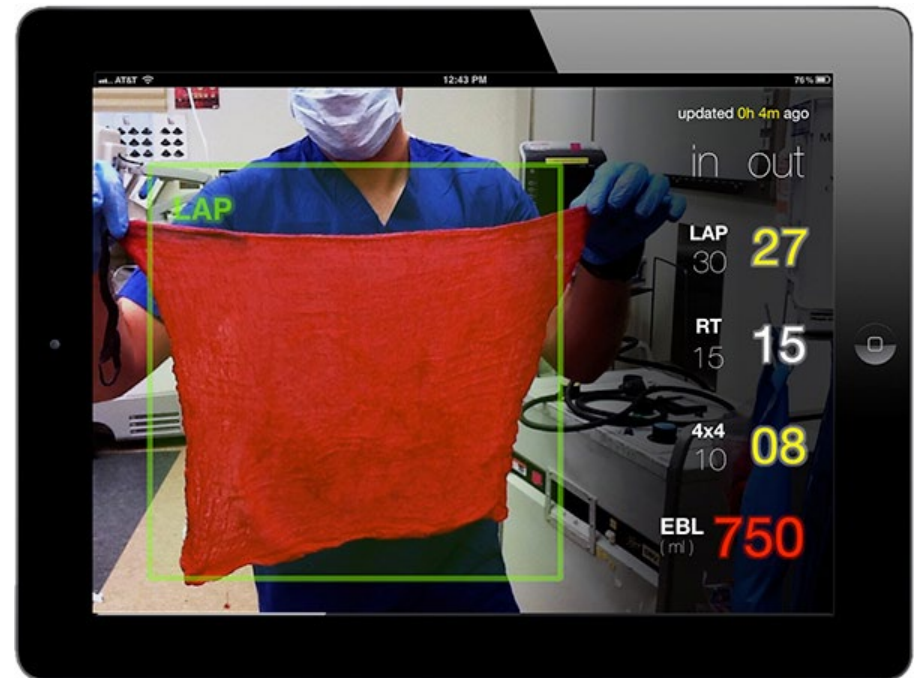 AT&T 12:43 PM 76%
updated 0h 4m ago
in out
LAP
LAP
30 27
RT
15 15
4x4
10 08
EBL
(ml) 750